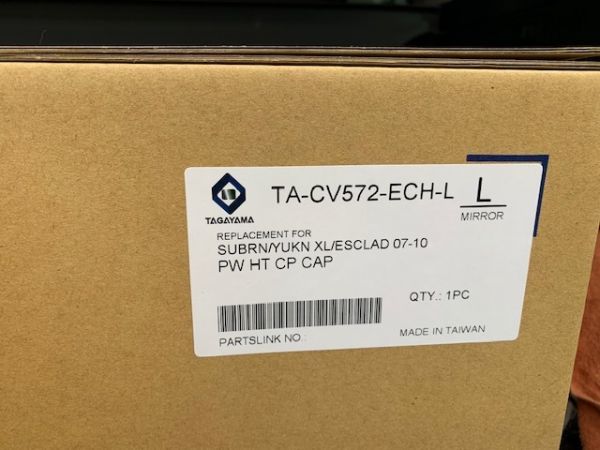 TAGAYAMA
TA-CV572-ECH-L
L
MIRROR
REPLACEMENT FOR
SUBRN/YUKN XL/ESCLAD 07-10
PW HT CP CAP
QTY.: 1PC
PARTSLINK NO.:
MADE IN TAIWAN